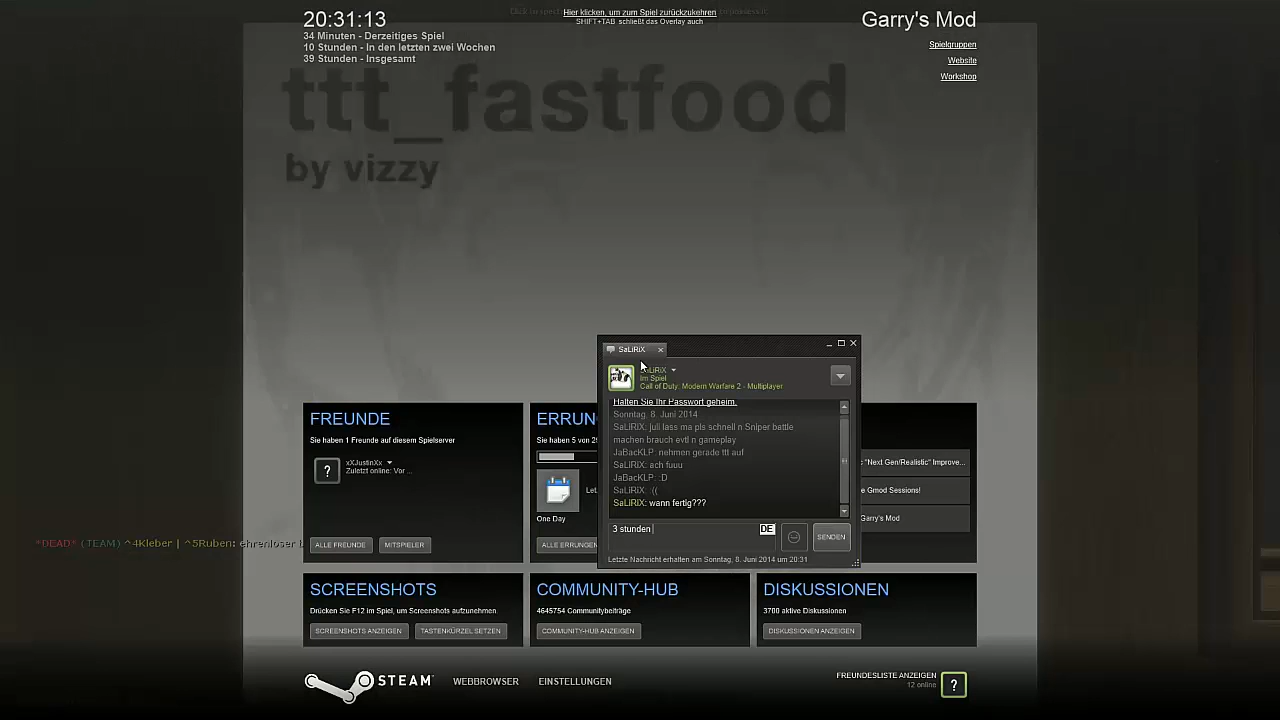 20:31:13
34 Minuten - Derzeitiges Spiel
10 Stunden - In den letzten zwei Wochen
39 Stunden - Insgesamt
Hier klicken, um zum Spiel zurückzukehren
SHIFT+TAB schließt das Overlay auch
Garry's Mod
Spielgruppen
Website
Workshop
ttt_fastfood
by vizzy
SaLiRiX
Im Spiel
Call of Duty: Modern Warfare 2 - Multiplayer
Halten Sie Ihr Passwort geheim.
Sonntag, 8. Juni 2014
SaLiRiX: juli lass ma pls schnell n Sniper battle
machen brauch evtl n gameplay
JaBacKLP: nehmen gerade ttt auf
SaLiRiX: ach fuuu
JaBacKLP: :D
SaLiRiX: :((
SaLiRiX: wann fertig???
3 stunden
DE
SENDEN
Letzte Nachricht erhalten am Sonntag, 8. Juni 2014 um 20:31
FREUNDE
Sie haben 1 Freunde auf diesem Spielserver
xXJustinXx
Zuletzt online: Vor ...
ALLE FREUNDE
MITSPIELER
ERRUN
Sie haben 5 von 29
Let
One Day
ALLE ERRUNGEN
: "Next Gen/Realistic" Improve...
e Gmod Sessions!
Garry's Mod
*DEAD* (TEAM) ^4Kleber | ^5Ruben: ehrenloser
SCREENSHOTS
Drücken Sie F12 im Spiel, um Screenshots aufzunehmen.
SCREENSHOTS ANZEIGEN
TASTENKÜRZEL SETZEN
COMMUNITY-HUB
4645754 Communitybeiträge
COMMUNITY-HUB ANZEIGEN
DISKUSSIONEN
3700 aktive Diskussionen
DISKUSSIONEN ANZEIGEN
STEAM
WEBBROWSER
EINSTELLUNGEN
FREUNDESLISTE ANZEIGEN
12 online